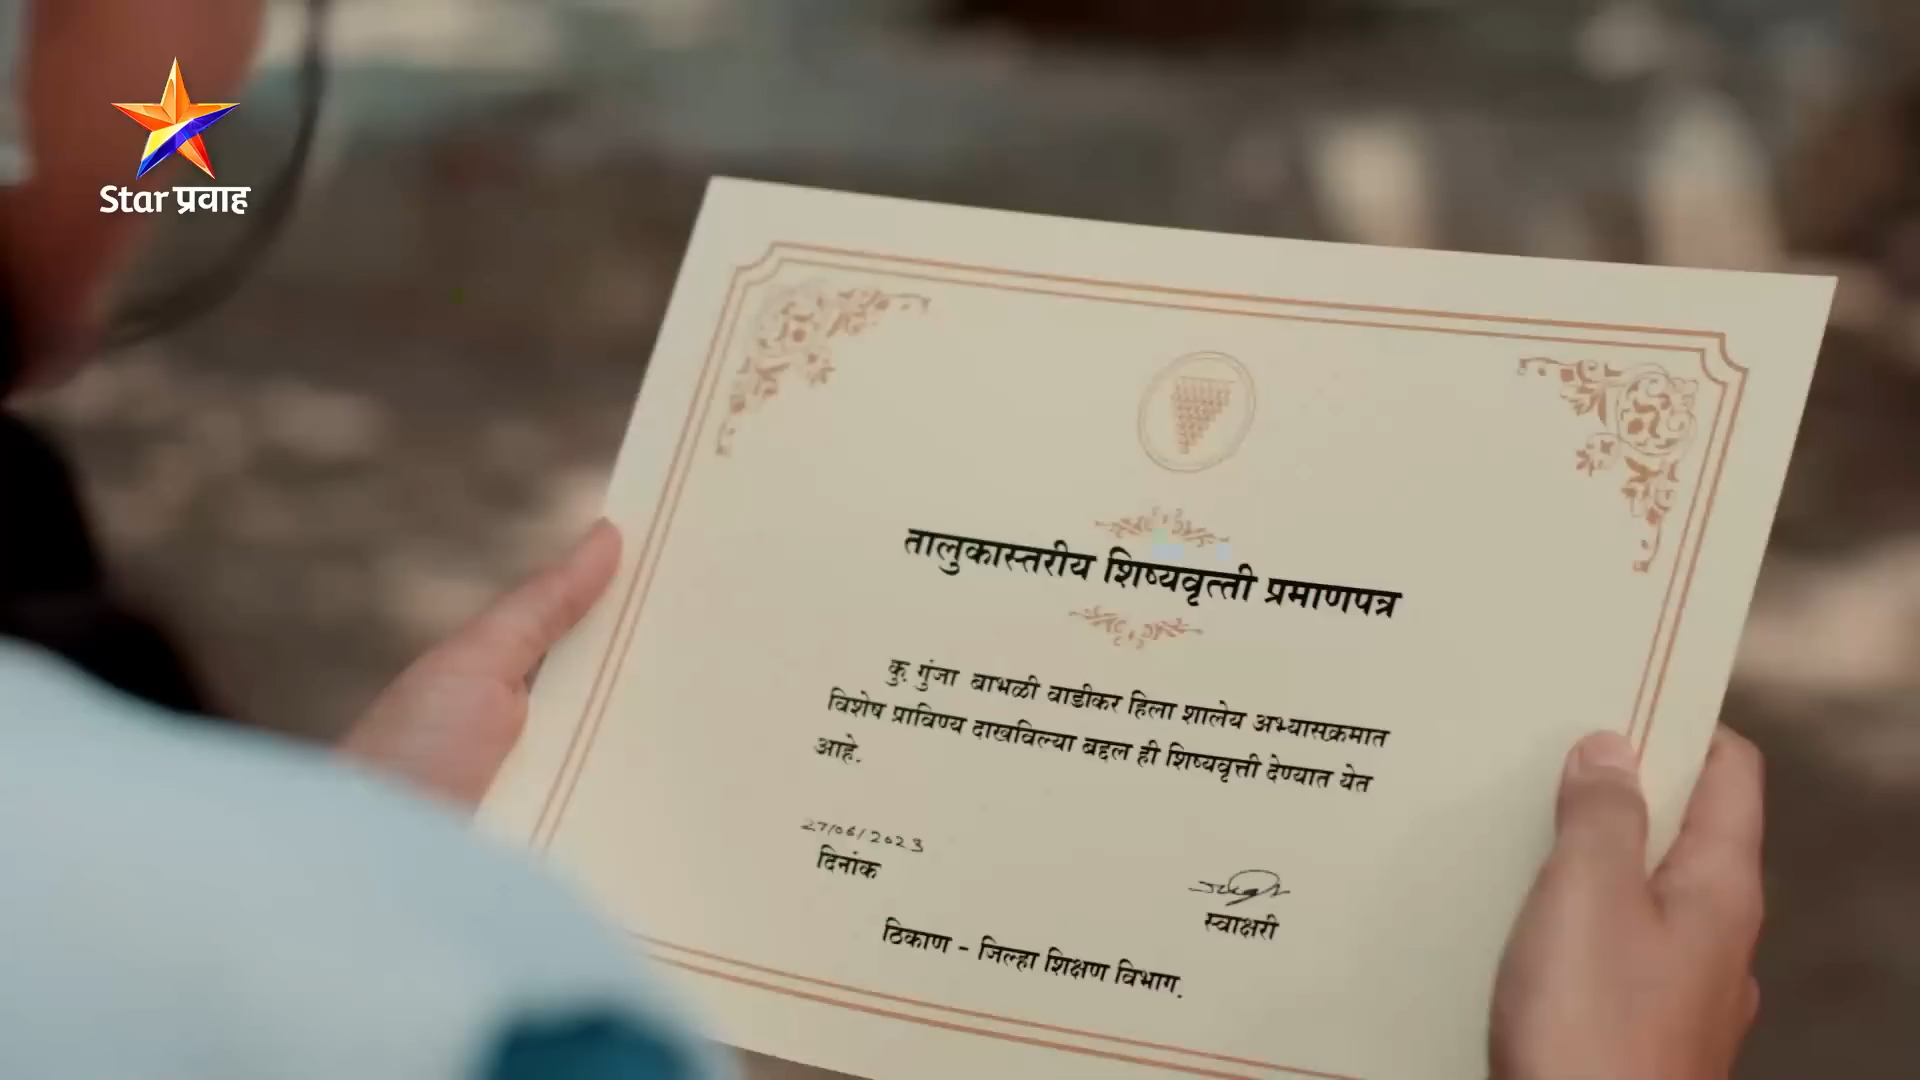 Star प्रवाह
तालुकास्तरीय शिष्यवृत्ती प्रमाणपत्र
कु. गुंजा बाभळी वाडीकर हिला शालेय अभ्यासक्रमात
विशेष प्राविण्य दाखविल्या बद्दल ही शिष्यवृत्ती देण्यात येत
आहे.
27/06/2023
दिनांक
स्वाक्षरी
ठिकाण - जिल्हा शिक्षण विभाग.